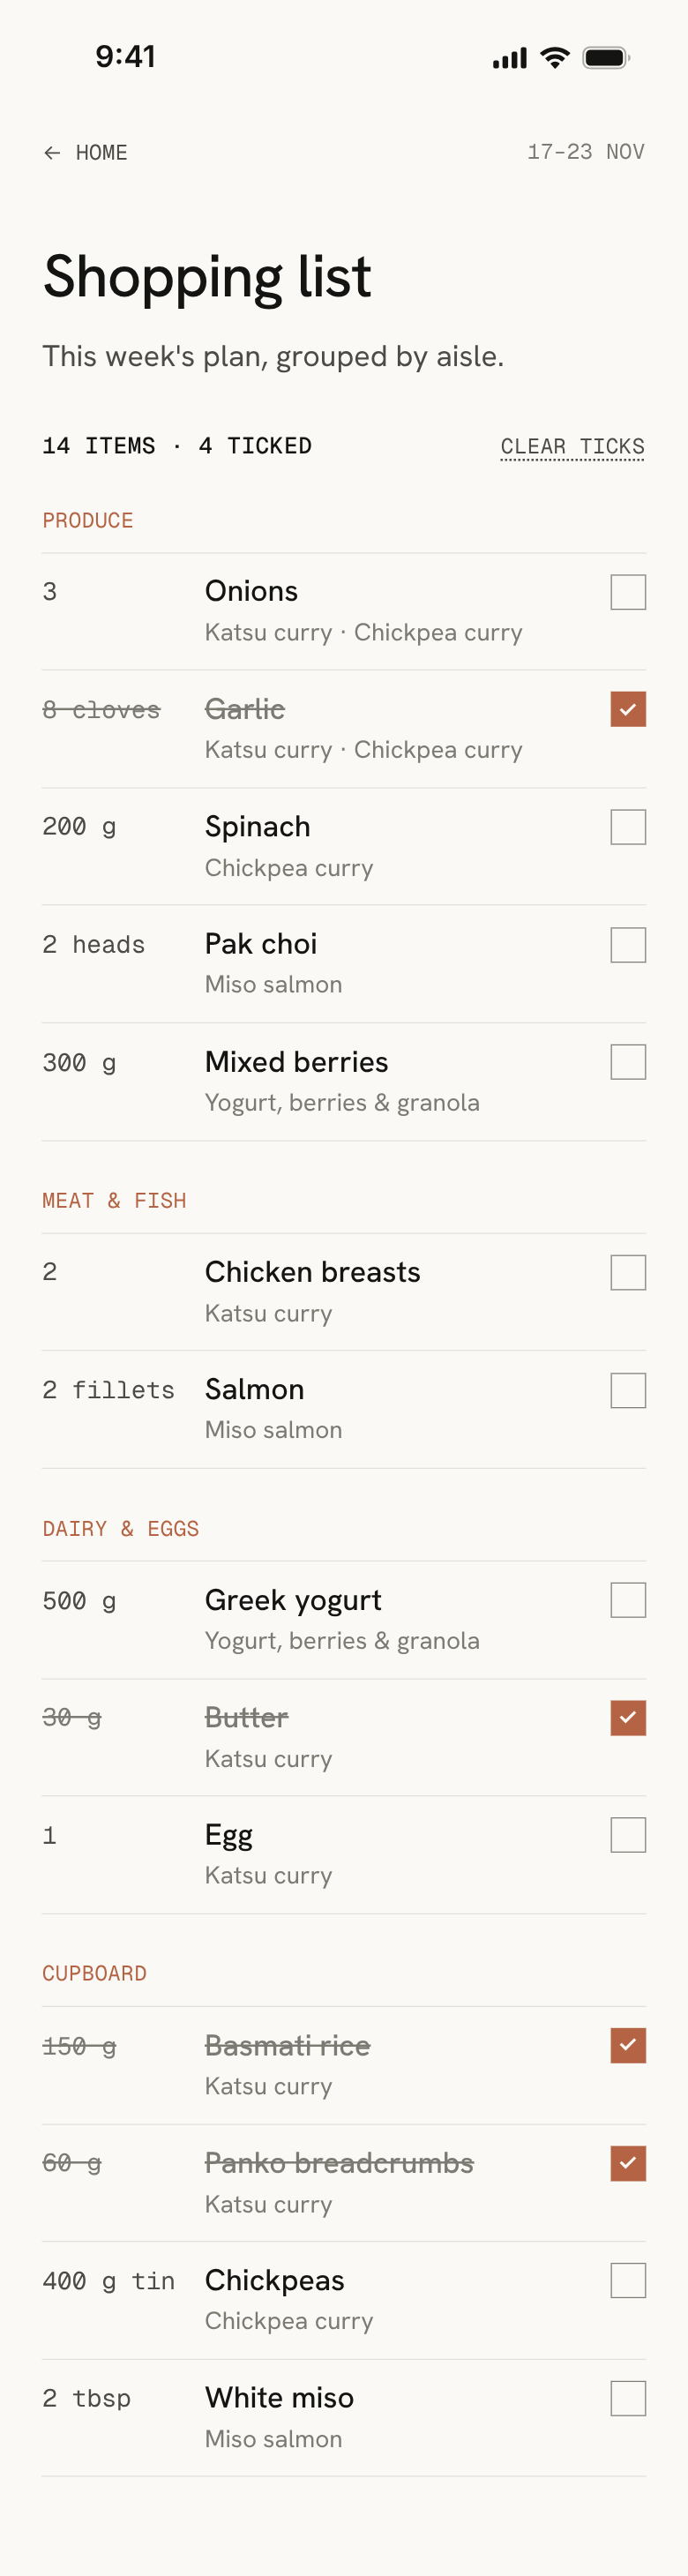 9:41
← HOME 17–23 NOV
Shopping list
This week's plan, grouped by aisle.
14 ITEMS · 4 TICKED CLEAR TICKS
PRODUCE
3 Onions
Katsu curry · Chickpea curry
8 cloves Garlic
Katsu curry · Chickpea curry
200 g Spinach
Chickpea curry
2 heads Pak choi
Miso salmon
300 g Mixed berries
Yogurt, berries & granola
MEAT & FISH
2 Chicken breasts
Katsu curry
2 fillets Salmon
Miso salmon
DAIRY & EGGS
500 g Greek yogurt
Yogurt, berries & granola
30 g Butter
Katsu curry
1 Egg
Katsu curry
CUPBOARD
150 g Basmati rice
Katsu curry
60 g Panko breadcrumbs
Katsu curry
400 g tin Chickpeas
Chickpea curry
2 tbsp White miso
Miso salmon